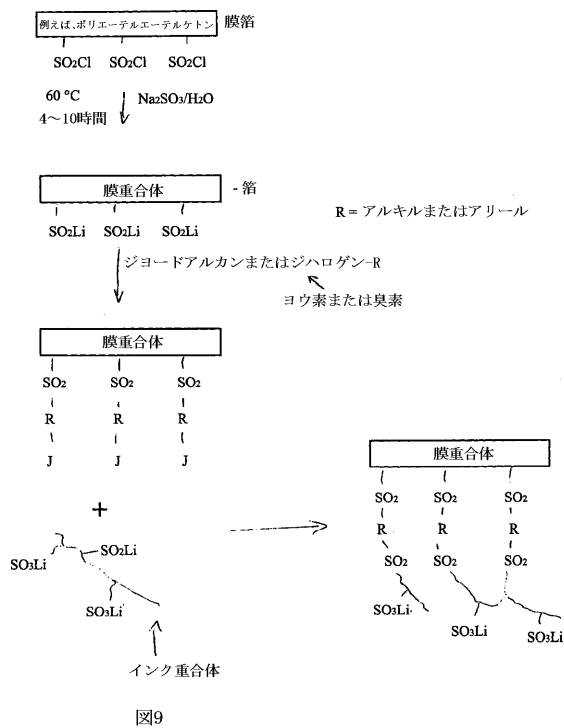 例えば、ポリエーテルエーテルケトン 膜箔
SO2Cl SO2Cl SO2Cl
60 ℃ Na2SO3/H2O
4〜10時間
膜重合体 - 箔
SO2Li SO2Li SO2Li
R = アルキルまたはアリール
ジヨードアルカンまたはジハロゲン-R
ヨウ素または臭素
膜重合体
SO2 SO2 SO2
R R R
J J J
+
SO3Li SO2Li
SO3Li
インク重合体
膜重合体
SO2 SO2 SO2
R R R
SO2 SO2 SO2
SO3Li SO3Li SO3Li
図9